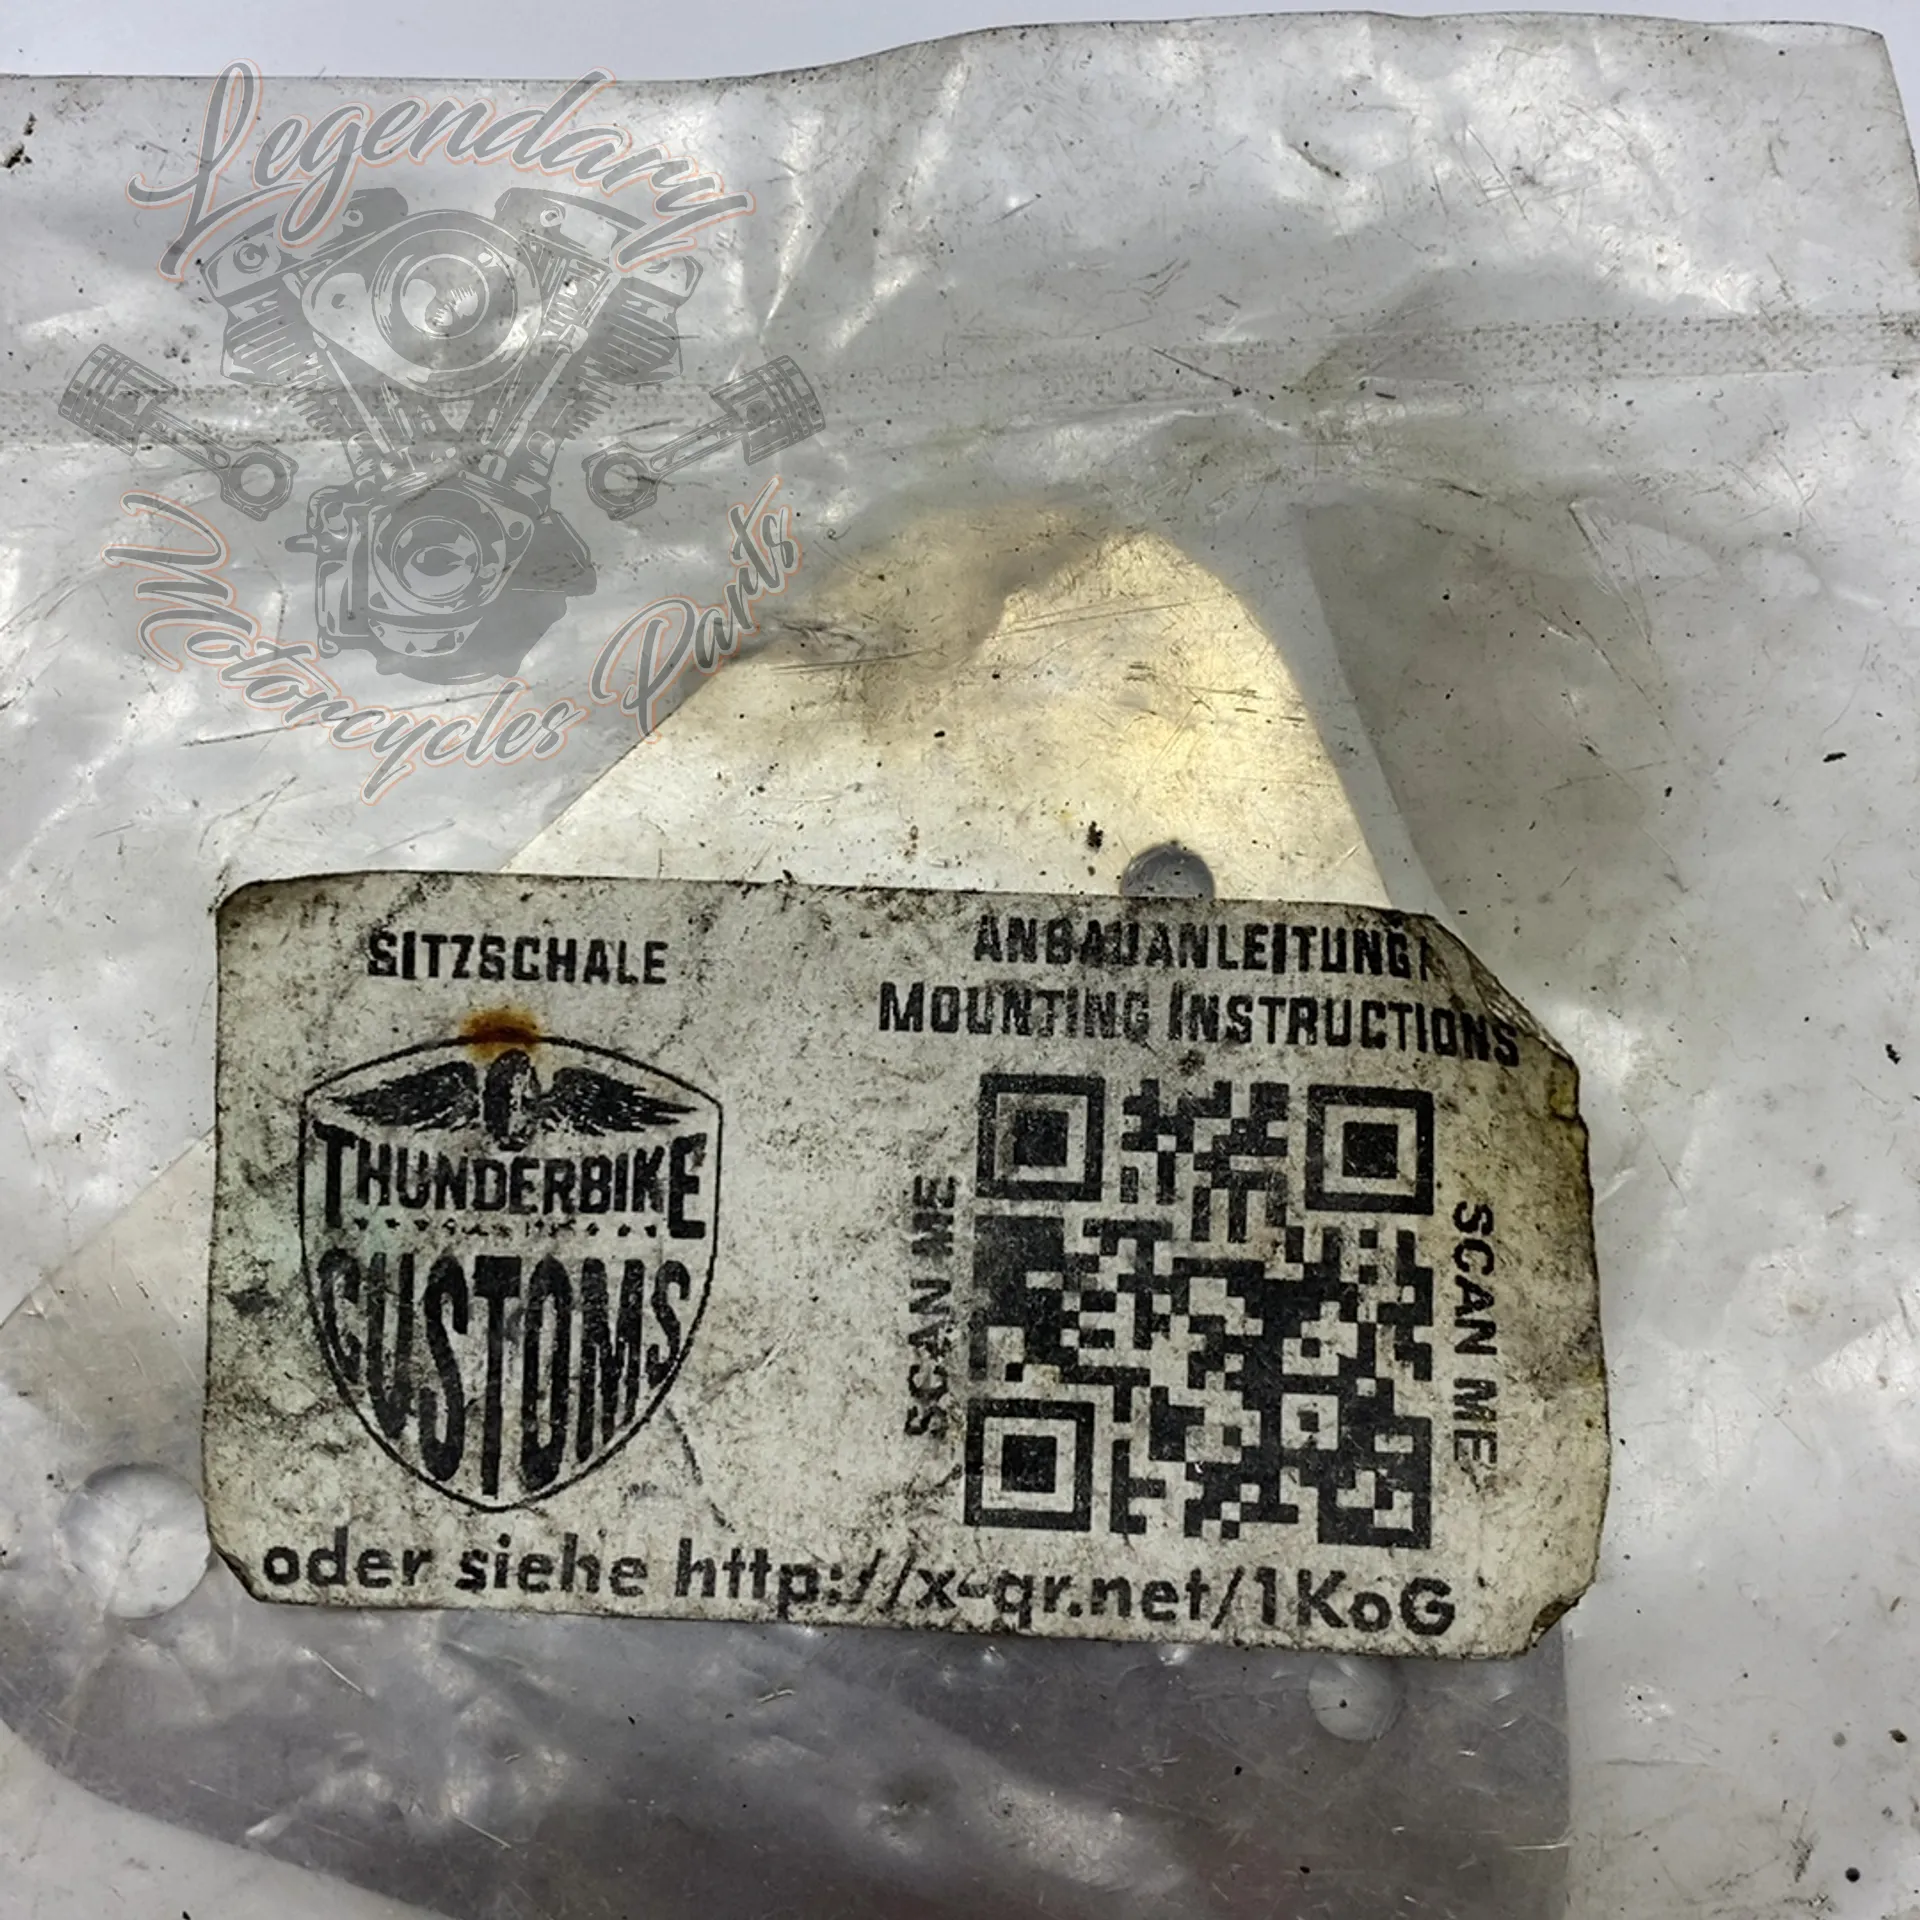 Legendary
Motorcycles Parts
SITZSCHALE
ANBAUANLEITUNG
MOUNTING INSTRUCTIONS
THUNDERBIKE
CUSTOMS
SCAN ME
SCAN ME
oder siehe http://x-qr.net/1KoG